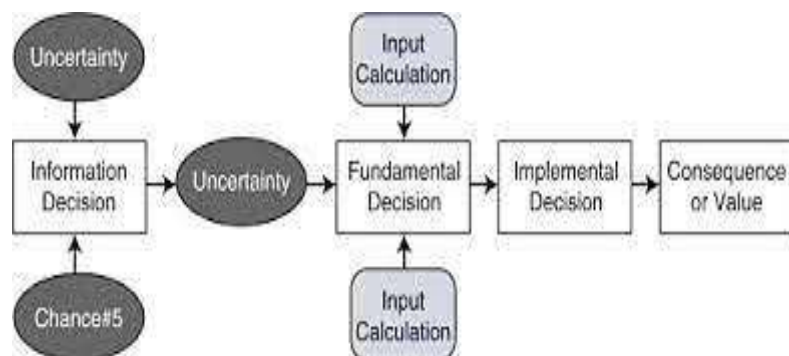 Uncertainty
Input
Calculation
Information
Decision
Uncertainty
Fundamental
Decision
Implemental
Decision
Consequence
or Value
Chance#5
Input
Calculation